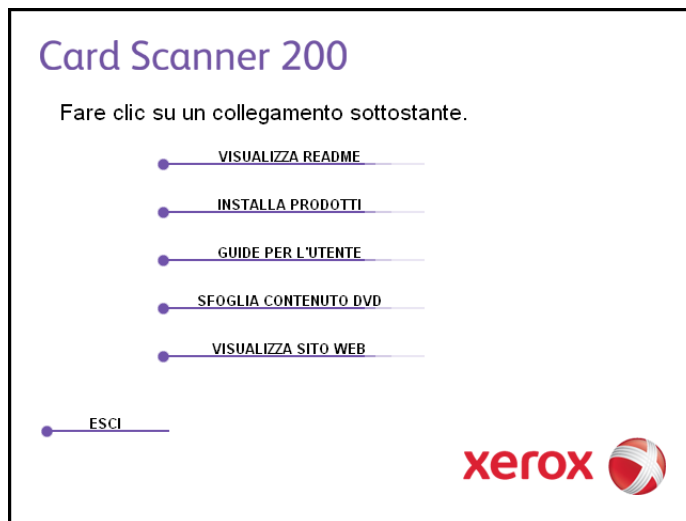 Card Scanner 200
Fare clic su un collegamento sottostante.
VISUALIZZA README
INSTALLA PRODOTTI
GUIDE PER L'UTENTE
SFOGLIA CONTENUTO DVD
VISUALIZZA SITO WEB
ESCI
xerox